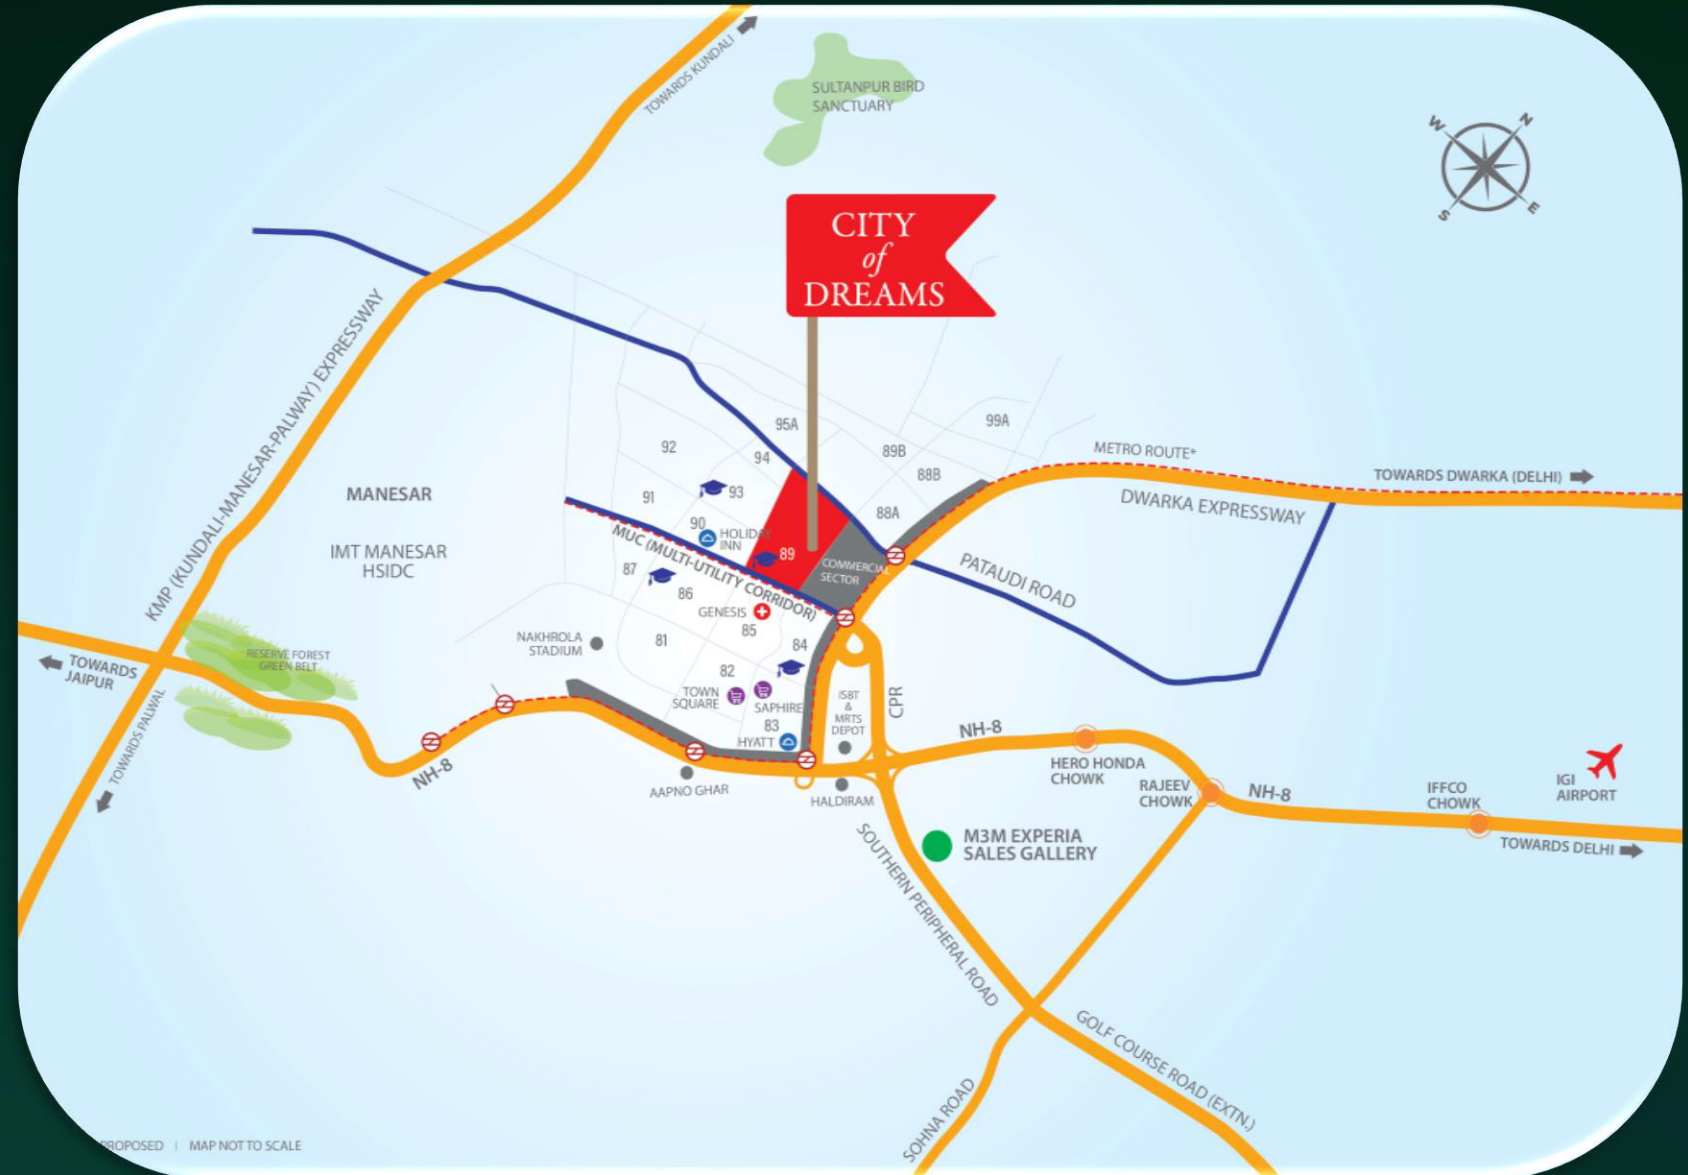 TOWARDS KUNDALI
SULTANPUR BIRD
SANCTUARY
W
N
S
E
CITY
of
DREAMS
KMP (KUNDALI-MANESAR-PALWAY) EXPRESSWAY
MANESAR
IMT MANESAR
HSIDC
95A
92
94
99A
89B
88B
METRO ROUTE*
TOWARDS DWARKA (DELHI)
DWARKA EXPRESSWAY
91
93
90
HOLIDAY
INN
88A
89
COMMERCIAL
SECTOR
MUC (MULTI-UTILITY CORRIDOR)
PATAUDI ROAD
87
86
GENESIS
85
81
84
NAKHROLA
STADIUM
82
TOWN
SQUARE
SAPHIRE
83
HYATT
ISBT
&
MRTS
DEPOT
CPR
RESERVE FOREST
GREEN BELT
TOWARDS
JAIPUR
TOWARDS PALWAL
NH-8
AAPNO GHAR
HALDIRAM
NH-8
HERO HONDA
CHOWK
RAJEEV
CHOWK
NH-8
IFFCO
CHOWK
IGI
AIRPORT
TOWARDS DELHI
M3M EXPERIA
SALES GALLERY
SOUTHERN PERIPHERAL ROAD
GOLF COURSE ROAD (EXTN.)
SOHNA ROAD
PROPOSED | MAP NOT TO SCALE